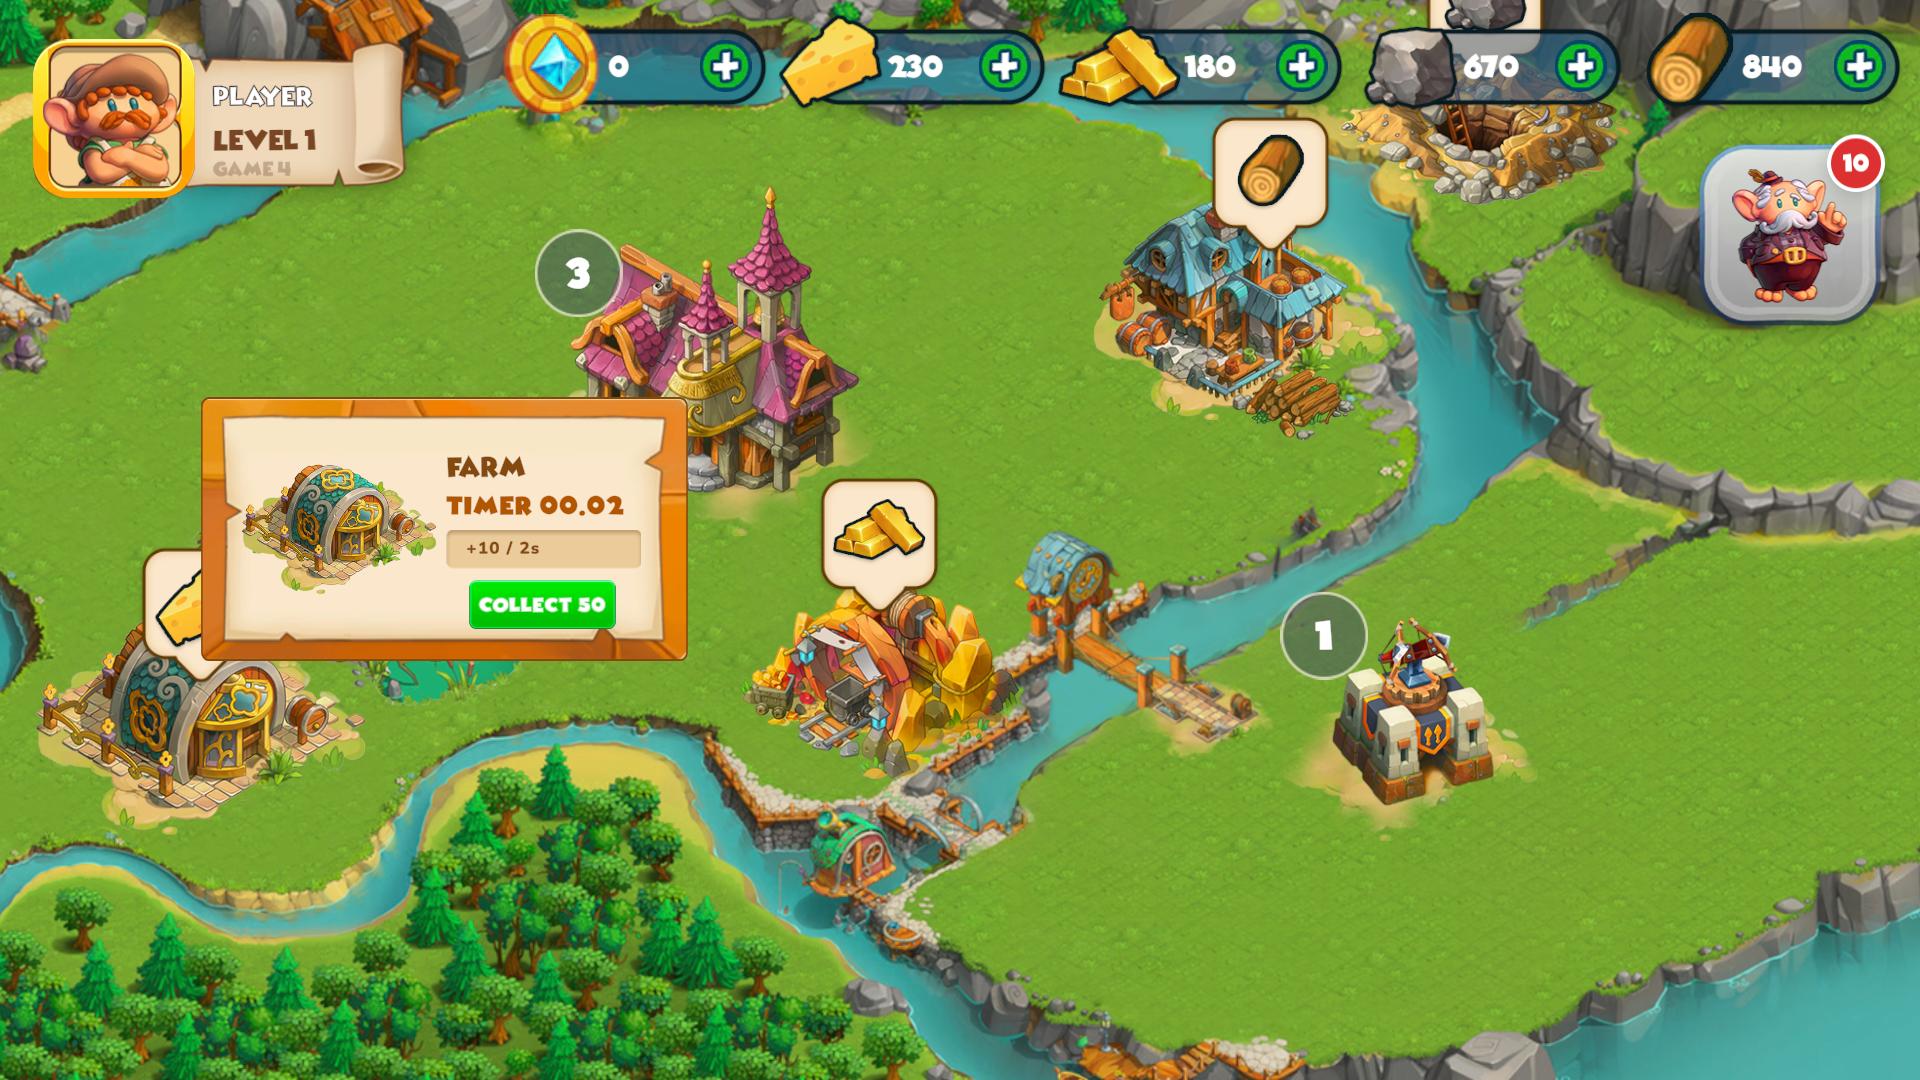 PLAYER
LEVEL 1
GAME 4
0
230
180
670
840
10
3
FARM
TIMER 00.02
+10 / 2s
COLLECT 50
1